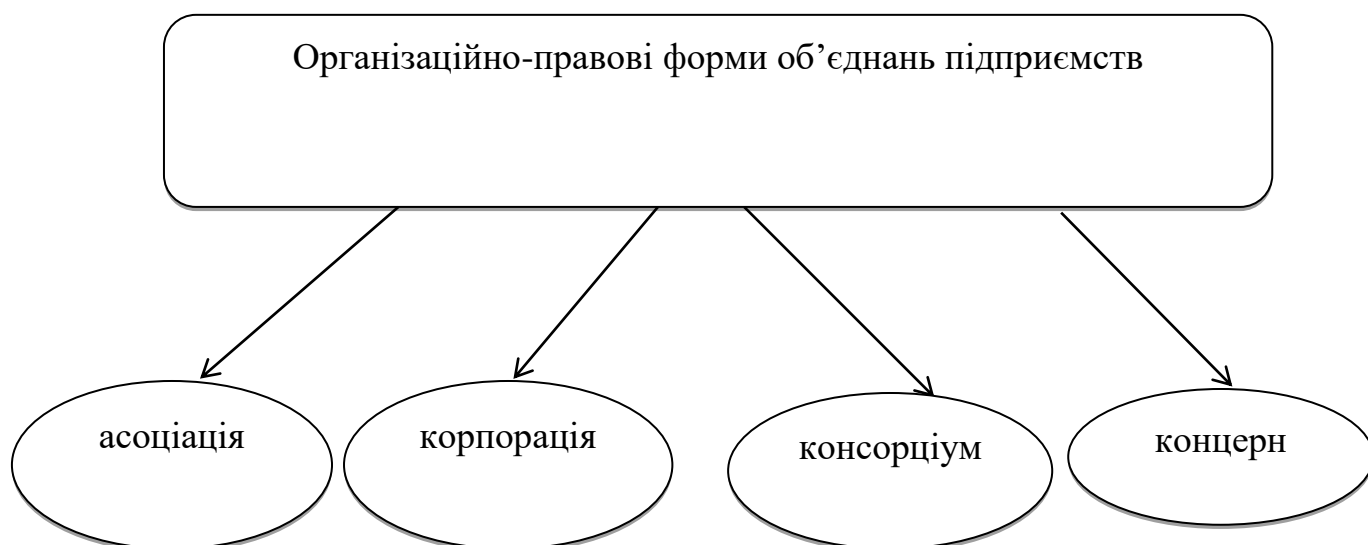 Організаційно-правові форми об’єднань підприємств
асоціація
корпорація
консорціум
концерн